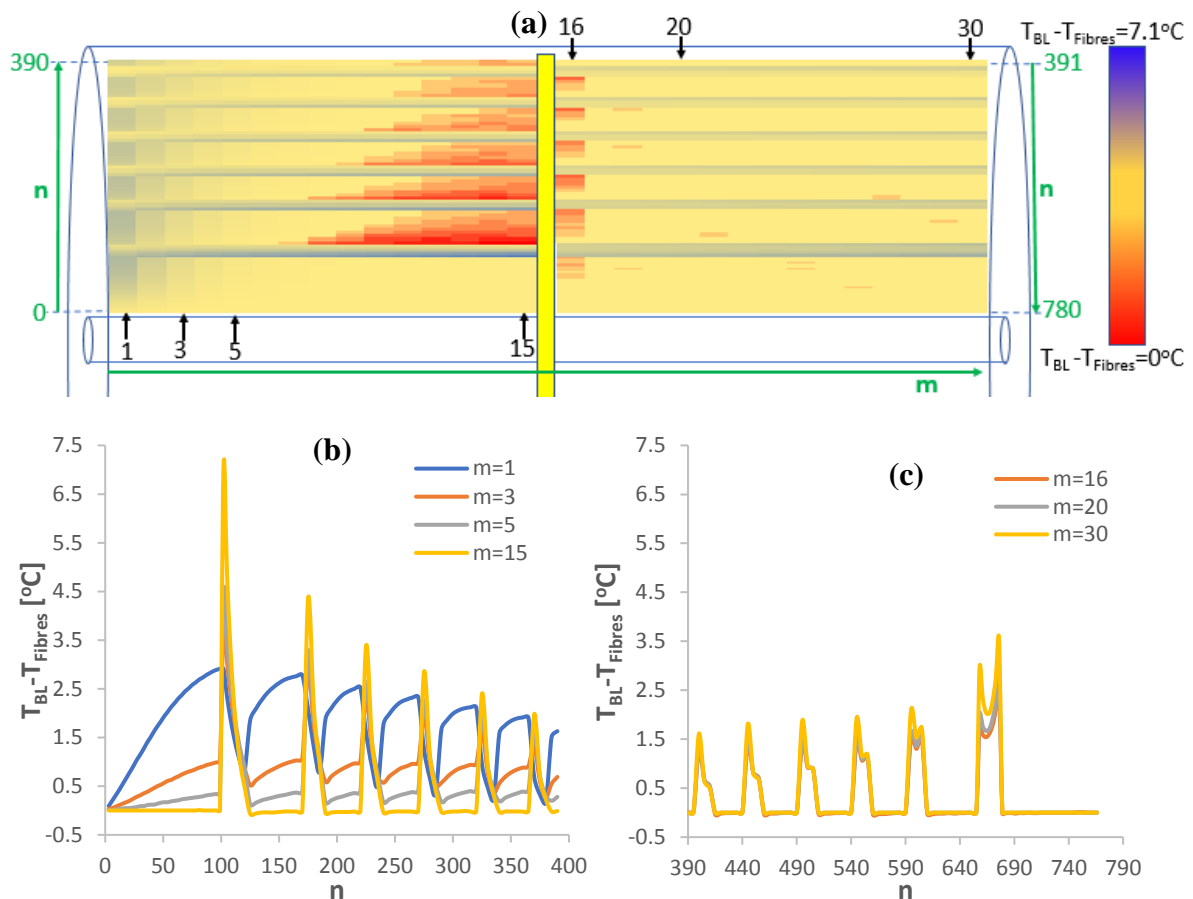 (a)
16
20
30
T_BL-T_Fibres=7.1°C
390
391
n
n
0
780
1
3
5
15
T_BL-T_Fibres=0°C
m
(b)
7.5
6.5
5.5
4.5
3.5
2.5
1.5
0.5
-0.5
T_BL-T_Fibres [°C]
m=1
m=3
m=5
m=15
0 50 100 150 200 250 300 350 400
n
(c)
7.5
6.5
5.5
4.5
3.5
2.5
1.5
0.5
-0.5
T_BL-T_Fibres [°C]
m=16
m=20
m=30
390 440 490 540 590 640 690 740 790
n